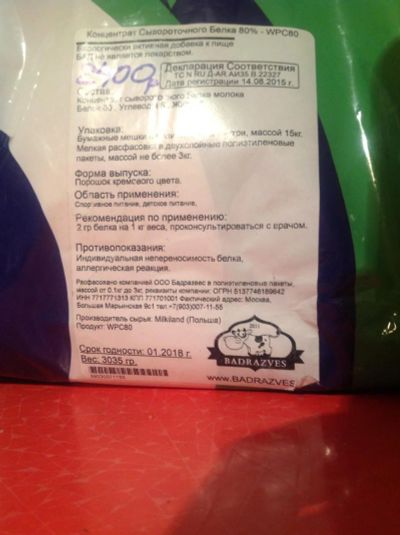 Концентрат Сывороточного Белка 80% - WPC80
Биологически активная добавка к пище
БАД не является лекарством.
Декларация Соответствия
TC N RU Д-AR.АИ35.В.22327
Дата регистрации 14.08.2015 г.
Состав
молока
Упаковка:
Бумажные мешки массой 15кг.
Мелкая расфасовка в двухслойные полиэтиленовые
пакеты, массой не более 3кг.
Форма выпуска:
Порошок кремового цвета.
Область применения:
Спортивное питание, детское питание.
Рекомендация по применению:
2 гр белка на 1 кг веса, проконсультироваться с врачом.
Противопоказания:
Индивидуальная непереносимость белка,
аллергическая реакция.
Расфасовано компанией ООО Бадразвес в полиэтиленовые пакеты,
массой от 0.1кг до 3кг, реквизиты компании: ОГРН 5137746189642
ИНН 7717771313 КПП 771701001 Фактический адрес: Москва,
Большая Марьинская 9с1 тел.+7(903)007-11-55
Производитель сырья: Milkiland (Польша)
Продукт: WPC80
Срок годности: 01.2018 г.
Вес: 3035 гр.
2011
BADRAZVES
www.BADRAZVES